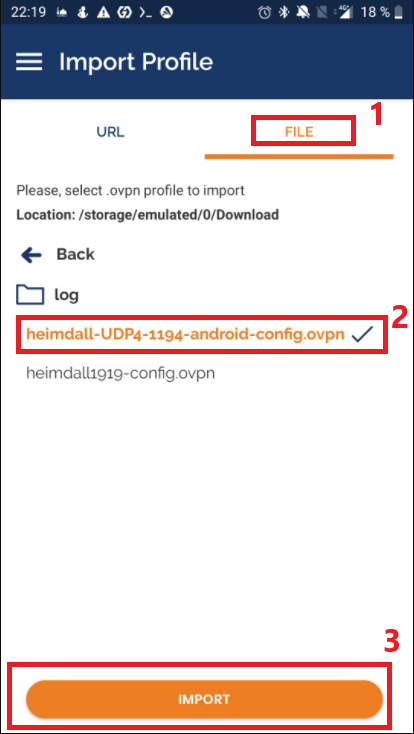 22:19 18 %
Import Profile
1
URL FILE
Please, select .ovpn profile to import
Location: /storage/emulated/0/Download
Back
log
2
heimdall-UDP4-1194-android-config.ovpn
heimdall1919-config.ovpn
3
IMPORT